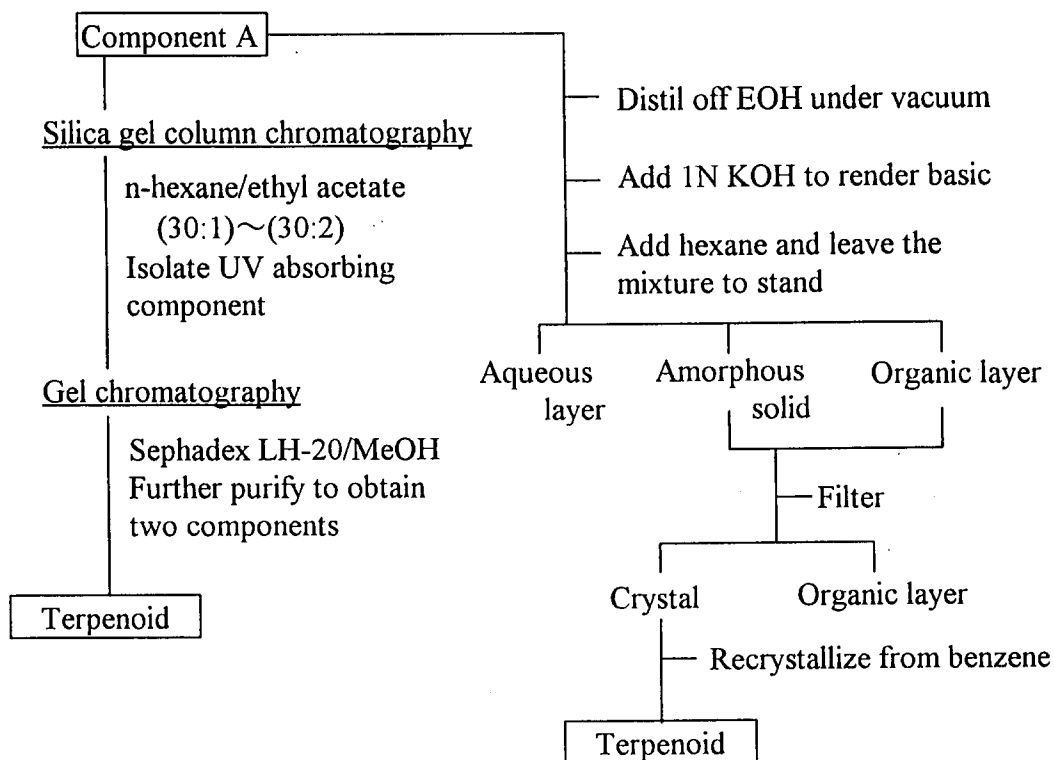 Component A
Silica gel column chromatography
n-hexane/ethyl acetate
(30:1)～(30:2)
Isolate UV absorbing
component
Gel chromatography
Sephadex LH-20/MeOH
Further purify to obtain
two components
Terpenoid
Distil off EOH under vacuum
Add 1N KOH to render basic
Add hexane and leave the
mixture to stand
Aqueous
layer
Amorphous
solid
Organic layer
Filter
Crystal
Organic layer
Recrystallize from benzene
Terpenoid